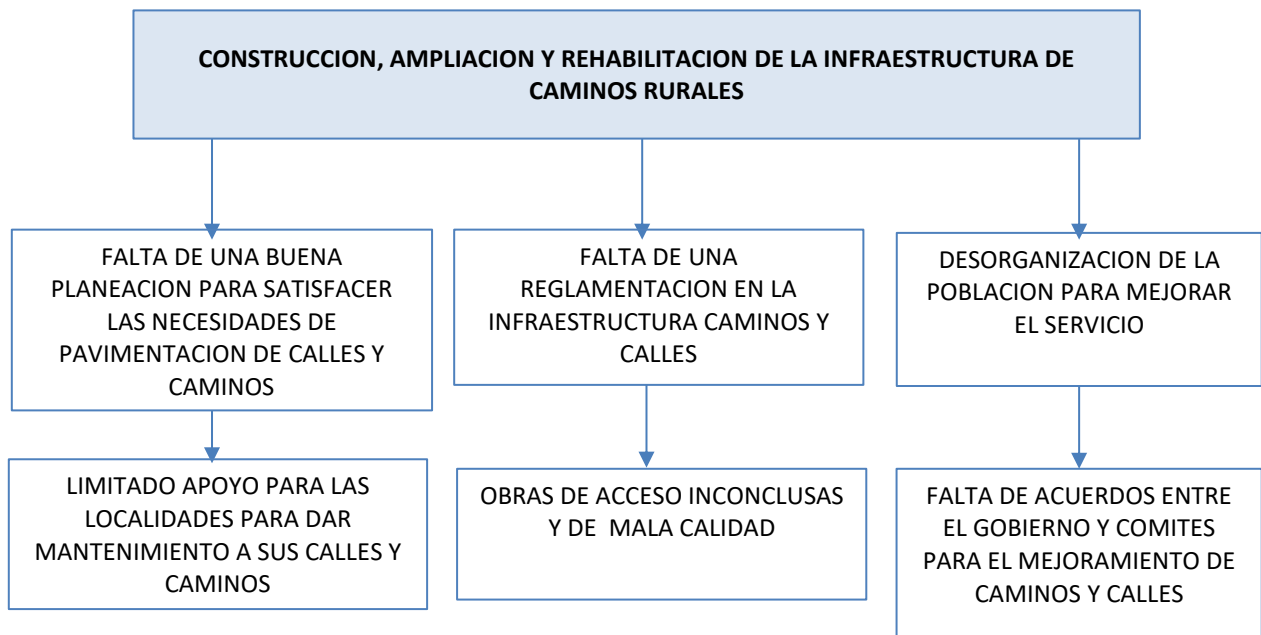 CONSTRUCCION, AMPLIACION Y REHABILITACION DE LA INFRAESTRUCTURA DE
CAMINOS RURALES
FALTA DE UNA BUENA
PLANEACION PARA SATISFACER
LAS NECESIDADES DE
PAVIMENTACION DE CALLES Y
CAMINOS
FALTA DE UNA
REGLAMENTACION EN LA
INFRAESTRUCTURA CAMINOS Y
CALLES
DESORGANIZACION DE LA
POBLACION PARA MEJORAR
EL SERVICIO
LIMITADO APOYO PARA LAS
LOCALIDADES PARA DAR
MANTENIMIENTO A SUS CALLES Y
CAMINOS
OBRAS DE ACCESO INCONCLUSAS
Y DE  MALA CALIDAD
FALTA DE ACUERDOS ENTRE
EL GOBIERNO Y COMITES
PARA EL MEJORAMIENTO DE
CAMINOS Y CALLES